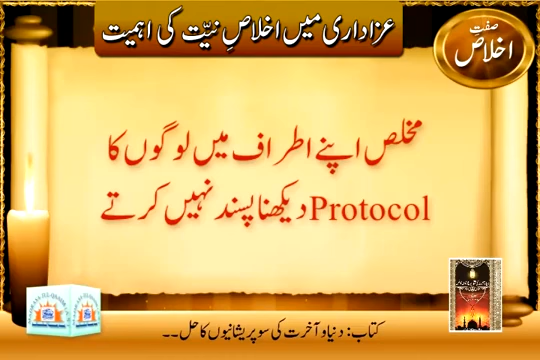 عزاداری میں اخلاصِ نیّت کی اہمیت
صفتِ
اخلاص
مخلص اپنے اطراف میں لوگوں کا
Protocol دیکھنا پسند نہیں کرتے
کتاب: دنیا و آخرت کی سو پریشانیوں کا حل۔۔